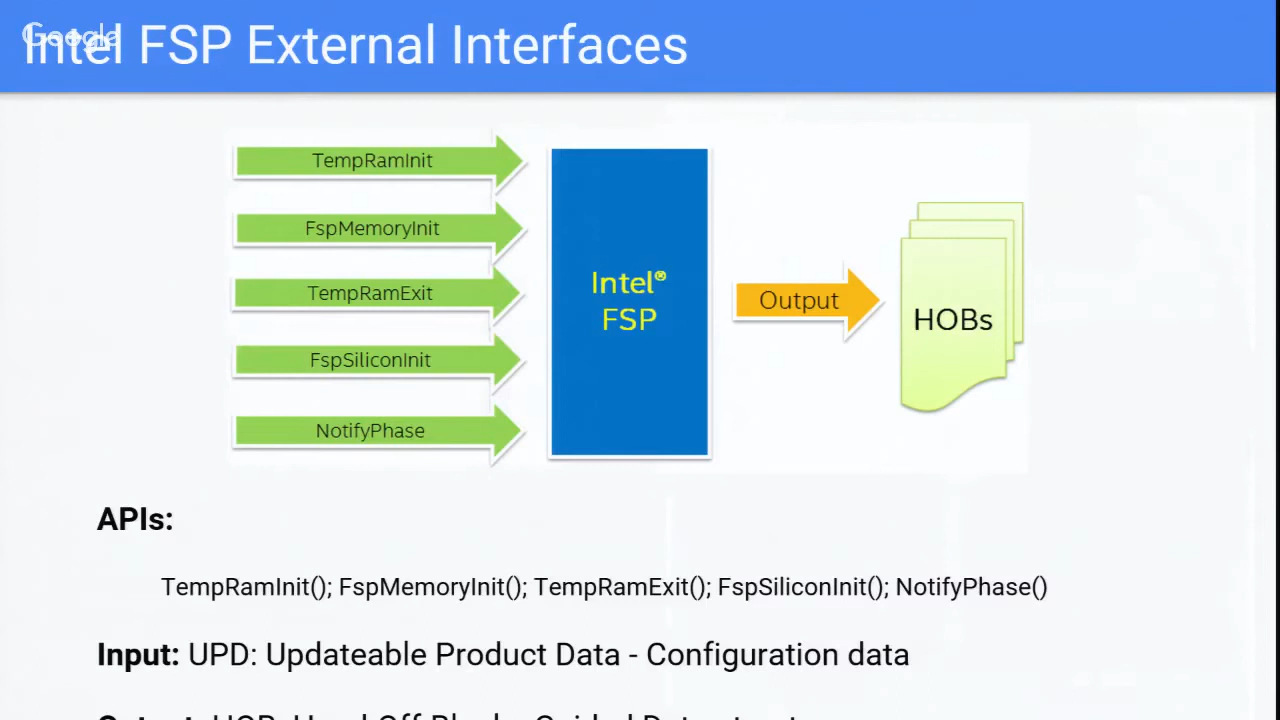 Google
Intel FSP External Interfaces
TempRamInit
FspMemoryInit
TempRamExit
FspSiliconInit
NotifyPhase
Intel®
FSP
Output
HOBs
APIs:
TempRamInit(); FspMemoryInit(); TempRamExit(); FspSiliconInit(); NotifyPhase()
Input: UPD: Updateable Product Data - Configuration data